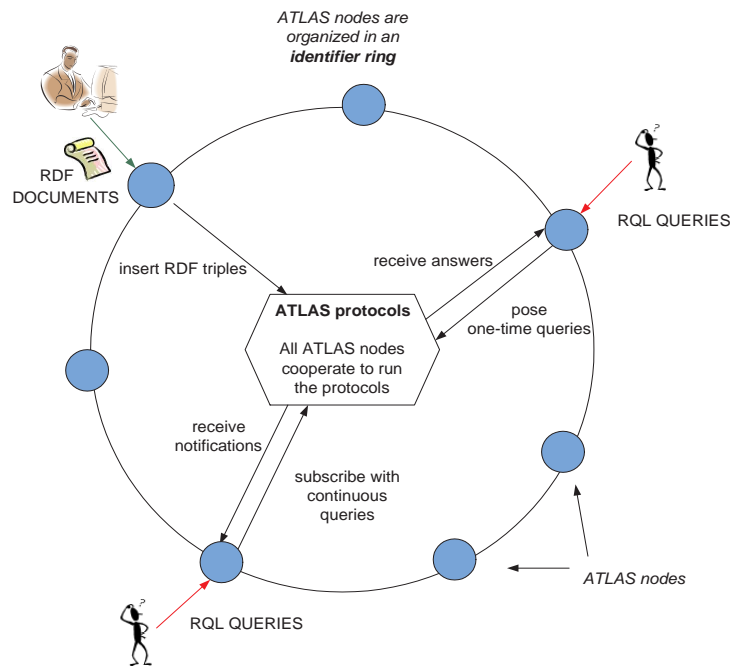 ATLAS nodes are
organized in an
identifier ring
RDF
DOCUMENTS
RQL QUERIES
insert RDF triples
receive answers
pose
one-time queries
ATLAS protocols
All ATLAS nodes
cooperate to run
the protocols
receive
notifications
subscribe with
continuous
queries
ATLAS nodes
RQL QUERIES
?
?